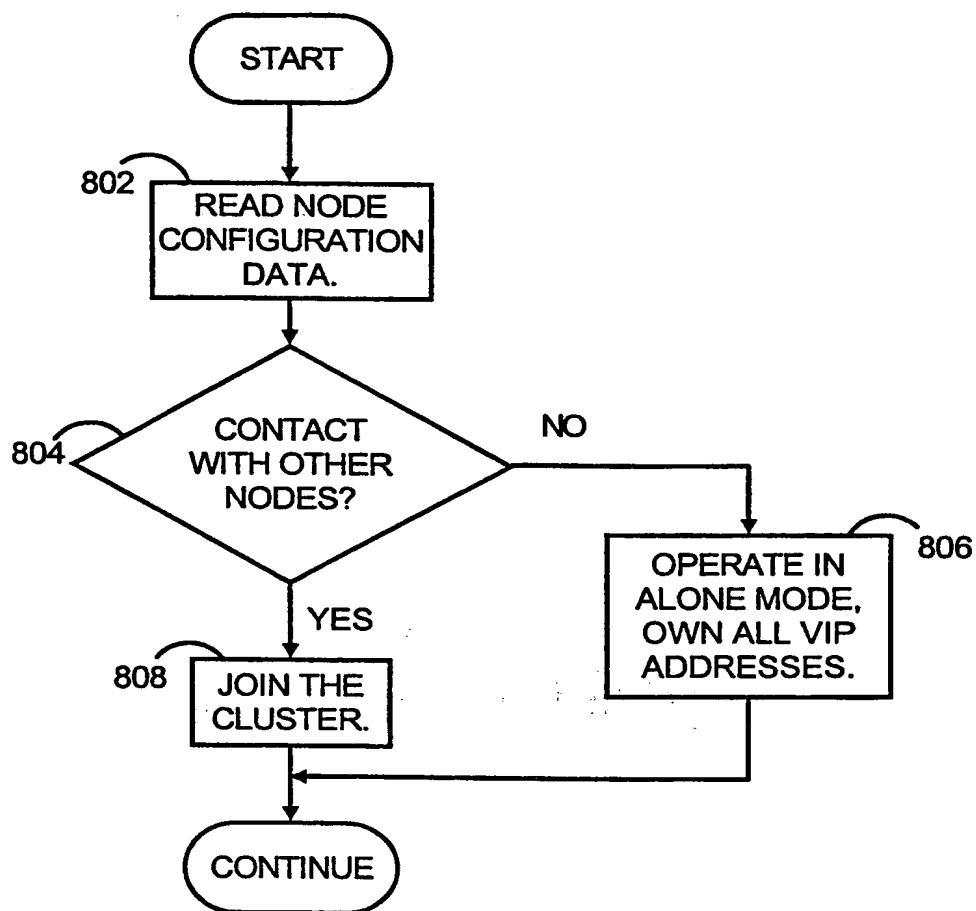 START
802
READ NODE
CONFIGURATION
DATA.
804
CONTACT
WITH OTHER
NODES?
NO
806
OPERATE IN
ALONE MODE,
OWN ALL VIP
ADDRESSES.
YES
808
JOIN THE
CLUSTER.
CONTINUE